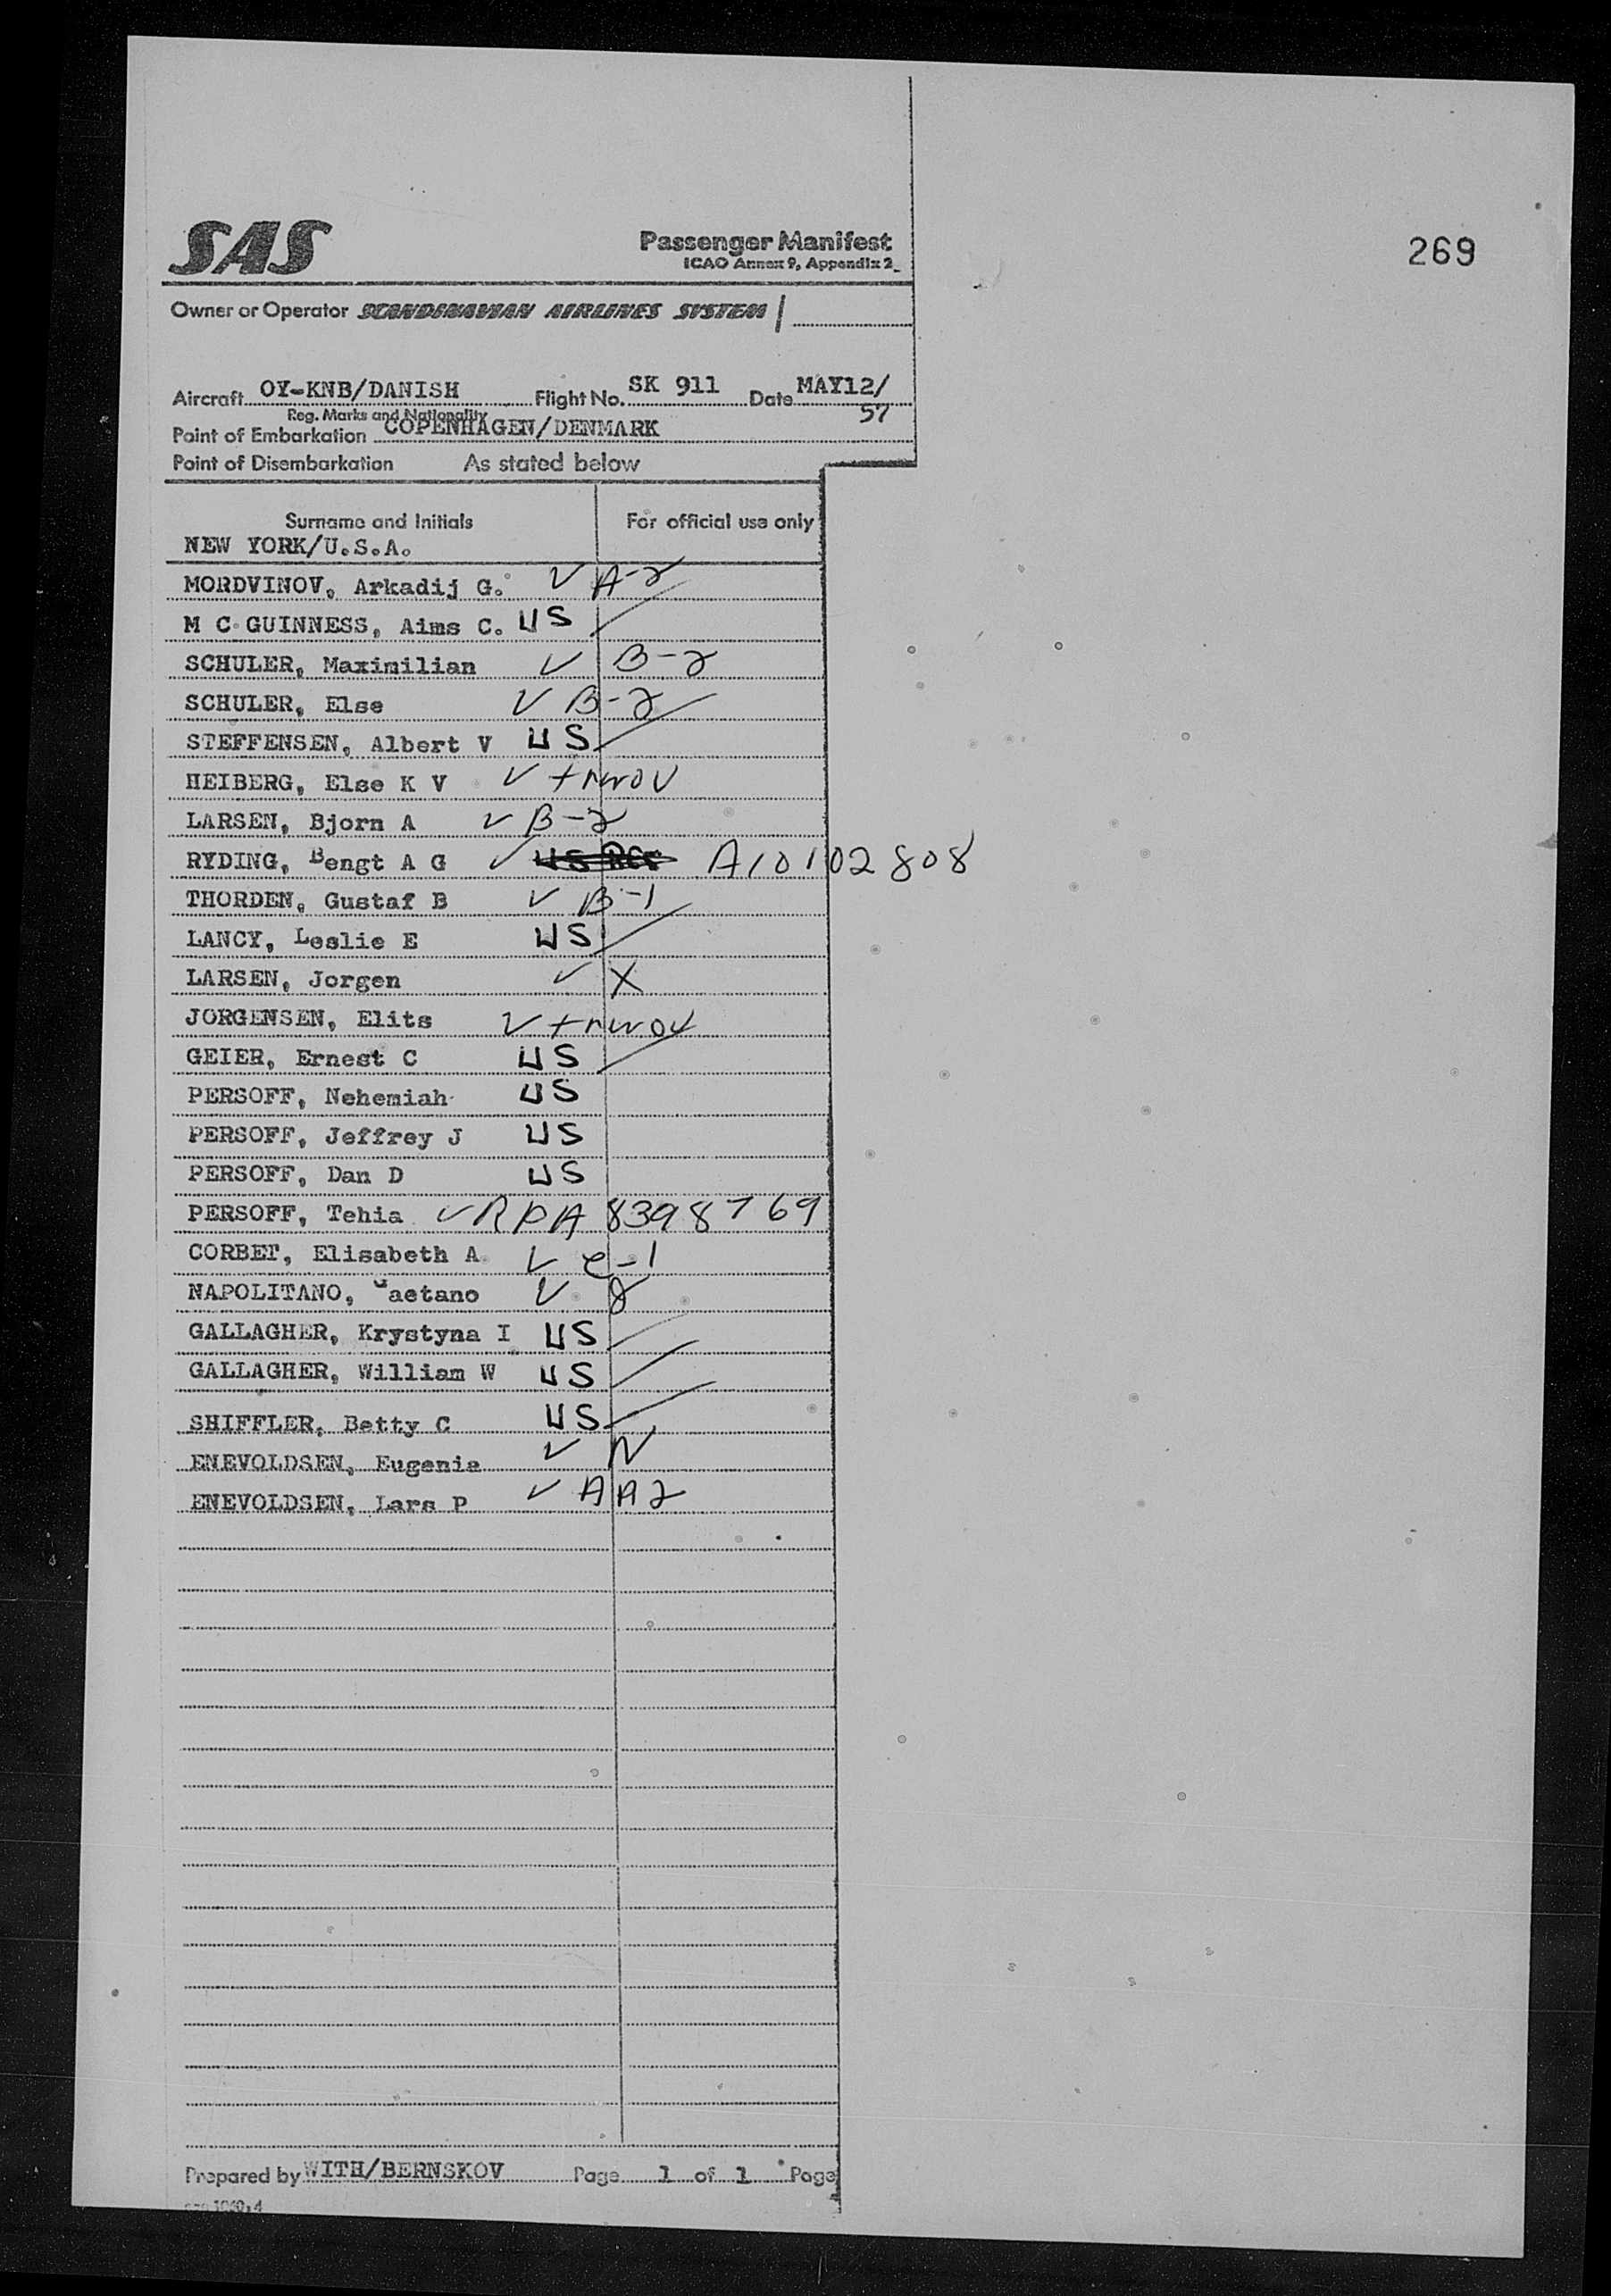 SAS
Passenger Manifest
ICAO Annex 9, Appendix 2
269
Owner or Operator SCANDINAVIAN AIRLINES SYSTEM
Aircraft OY-KNB/DANISH Flight No. SK 911 Date MAY12/
57
Reg. Marks and Nationality
Point of Embarkation COPENHAGEN/DENMARK
Point of Disembarkation As stated below
Surname and Initials For official use only
NEW YORK/U.S.A.
MORDVINOV, Arkadij G. ✓ A-2
M C GUINNESS, Aims C. US
SCHULER, Maximilian ✓ B-2
SCHULER, Else ✓ B-2
STEFFENSEN, Albert V US
HEIBERG, Else K V ✓
LARSEN, Bjorn A ✓ B-2
RYDING, Bengt A G ✓ A10102808
THORDEN, Gustaf B ✓ B-1
LANCY, Leslie E US
LARSEN, Jorgen ✓ X
JORGENSEN, Elits ✓
GEIER, Ernest C US
PERSOFF, Nehemiah US
PERSOFF, Jeffrey J US
PERSOFF, Dan D US
PERSOFF, Tehia ✓ RPA 8398769
CORBET, Elisabeth A ✓ C-1
NAPOLITANO, Gaetano ✓
GALLAGHER, Krystyna I US
GALLAGHER, William W US
SHIFFLER, Betty C US
ENEVOLDSEN, Eugenia ✓ N
ENEVOLDSEN, Lars P ✓ A A2
Prepared by WITH/BERNSKOV Page 1 of 1 Page